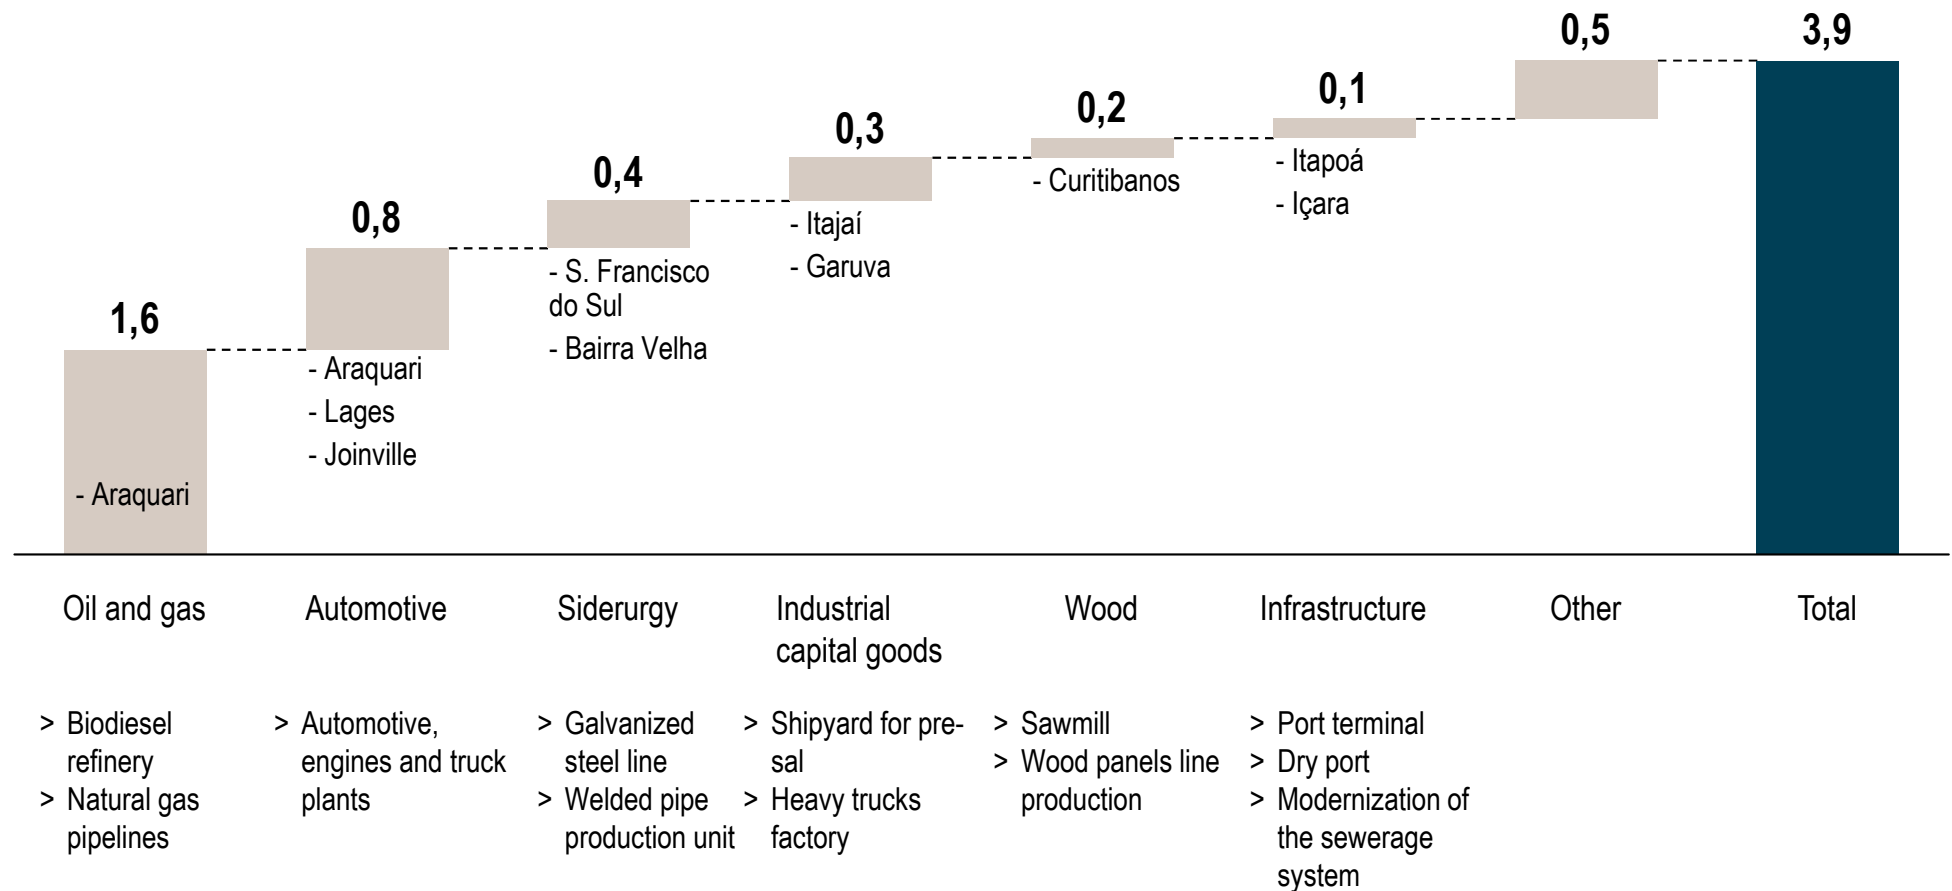 0,5
3,9
0,1
0,2
0,3
0,4
0,8
1,6
- Itapoá
- Içara
- Curitibanos
- Itajaí
- Garuva
- S. Francisco
do Sul
- Bairra Velha
- Araquari
- Lages
- Joinville
- Araquari
Oil and gas
Automotive
Siderurgy
Industrial
capital goods
Wood
Infrastructure
Other
Total
> Biodiesel
refinery
> Natural gas
pipelines
> Automotive,
engines and truck
plants
> Galvanized
steel line
> Welded pipe
production unit
> Shipyard for pre-
sal
> Heavy trucks
factory
> Sawmill
> Wood panels line
production
> Port terminal
> Dry port
> Modernization of
the sewerage
system